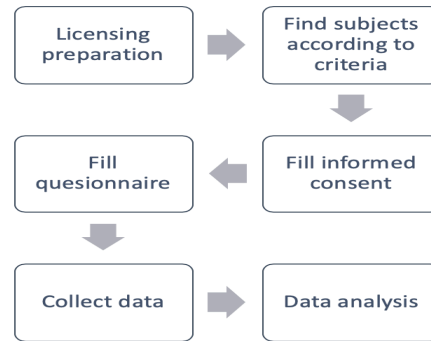 Licensing
preparation
Find subjects
according to
criteria
Fill informed
consent
Fill
quesionnaire
Collect data
Data analysis